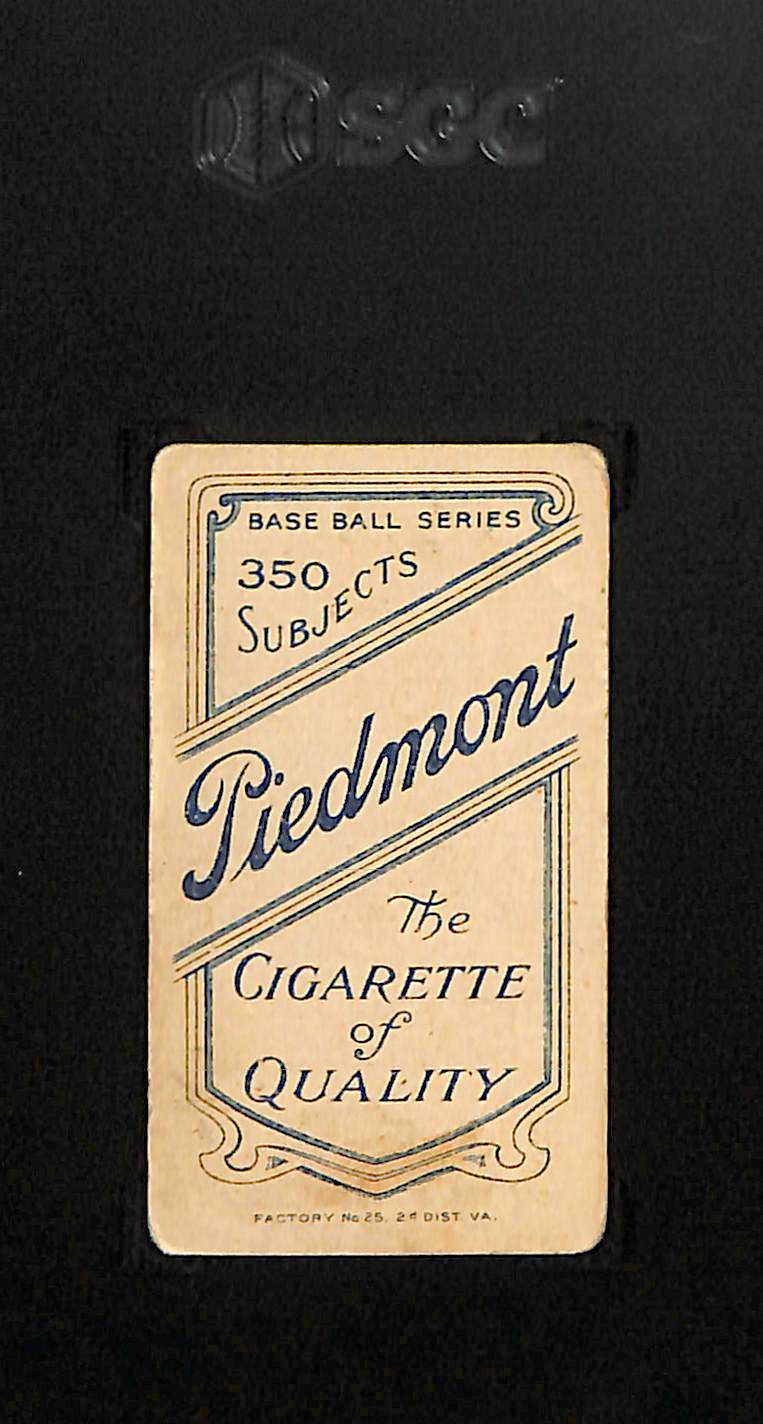 SGC
BASE BALL SERIES
350
SUBJECTS
Piedmont
The
CIGARETTE
of
QUALITY
FACTORY No 25. 2d DIST. VA.